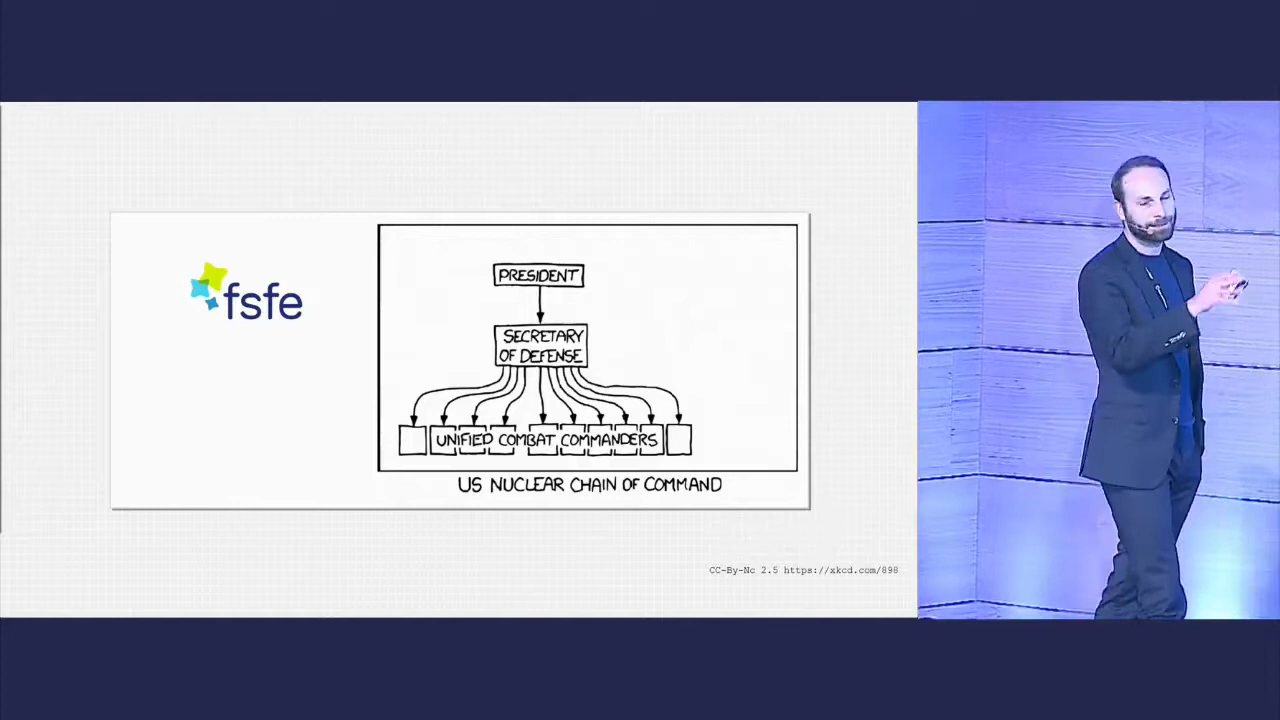 fsfe
PRESIDENT
SECRETARY
OF DEFENSE
UNIFIED COMBAT COMMANDERS
US NUCLEAR CHAIN OF COMMAND
CC-By-Nc 2.5 https://xkcd.com/898